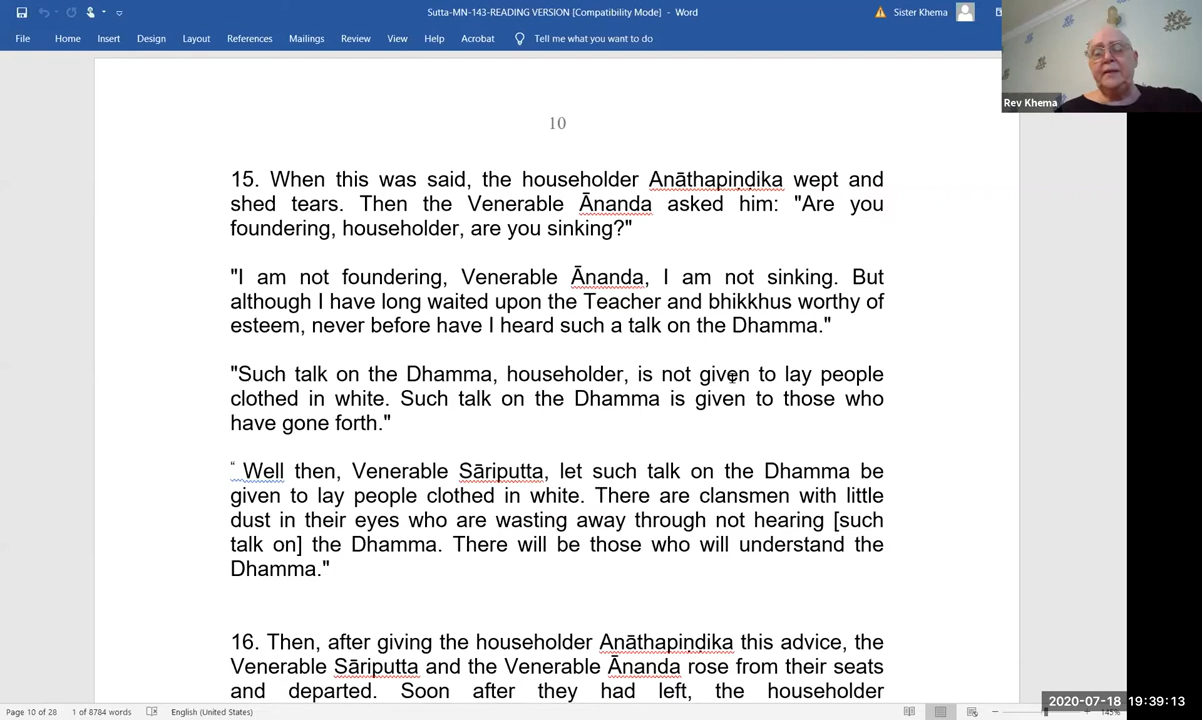 Sutta-MN-143-READING VERSION [Compatibility Mode] - Word
Sister Khema
File Home Insert Design Layout References Mailings Review View Help Acrobat Tell me what you want to do
Rev Khema
10
15. When this was said, the householder Anāthapiṇḍika wept and
shed tears. Then the Venerable Ānanda asked him: "Are you
foundering, householder, are you sinking?"
"I am not foundering, Venerable Ānanda, I am not sinking. But
although I have long waited upon the Teacher and bhikkhus worthy of
esteem, never before have I heard such a talk on the Dhamma."
"Such talk on the Dhamma, householder, is not given to lay people
clothed in white. Such talk on the Dhamma is given to those who
have gone forth."
“ Well then, Venerable Sāriputta, let such talk on the Dhamma be
given to lay people clothed in white. There are clansmen with little
dust in their eyes who are wasting away through not hearing [such
talk on] the Dhamma. There will be those who will understand the
Dhamma."
16. Then, after giving the householder Anāthapiṇḍika this advice, the
Venerable Sāriputta and the Venerable Ānanda rose from their seats
and departed. Soon after they had left, the householder
Page 10 of 28 1 of 8784 words English (United States) 145%
2020-07-18 19:39:13